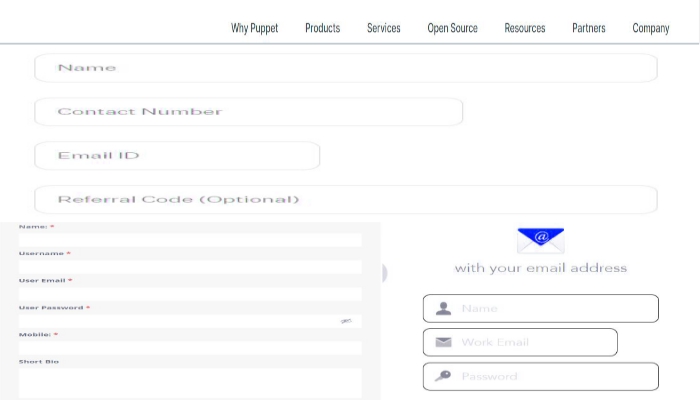 Why Puppet Products Services Open Source Resources Partners Company
Name
Contact Number
Email ID
Referral Code (Optional)
Name: *
Username *
User Email *
User Password *
Mobile: *
Short Bio
@
with your email address
Name
Work Email
Password